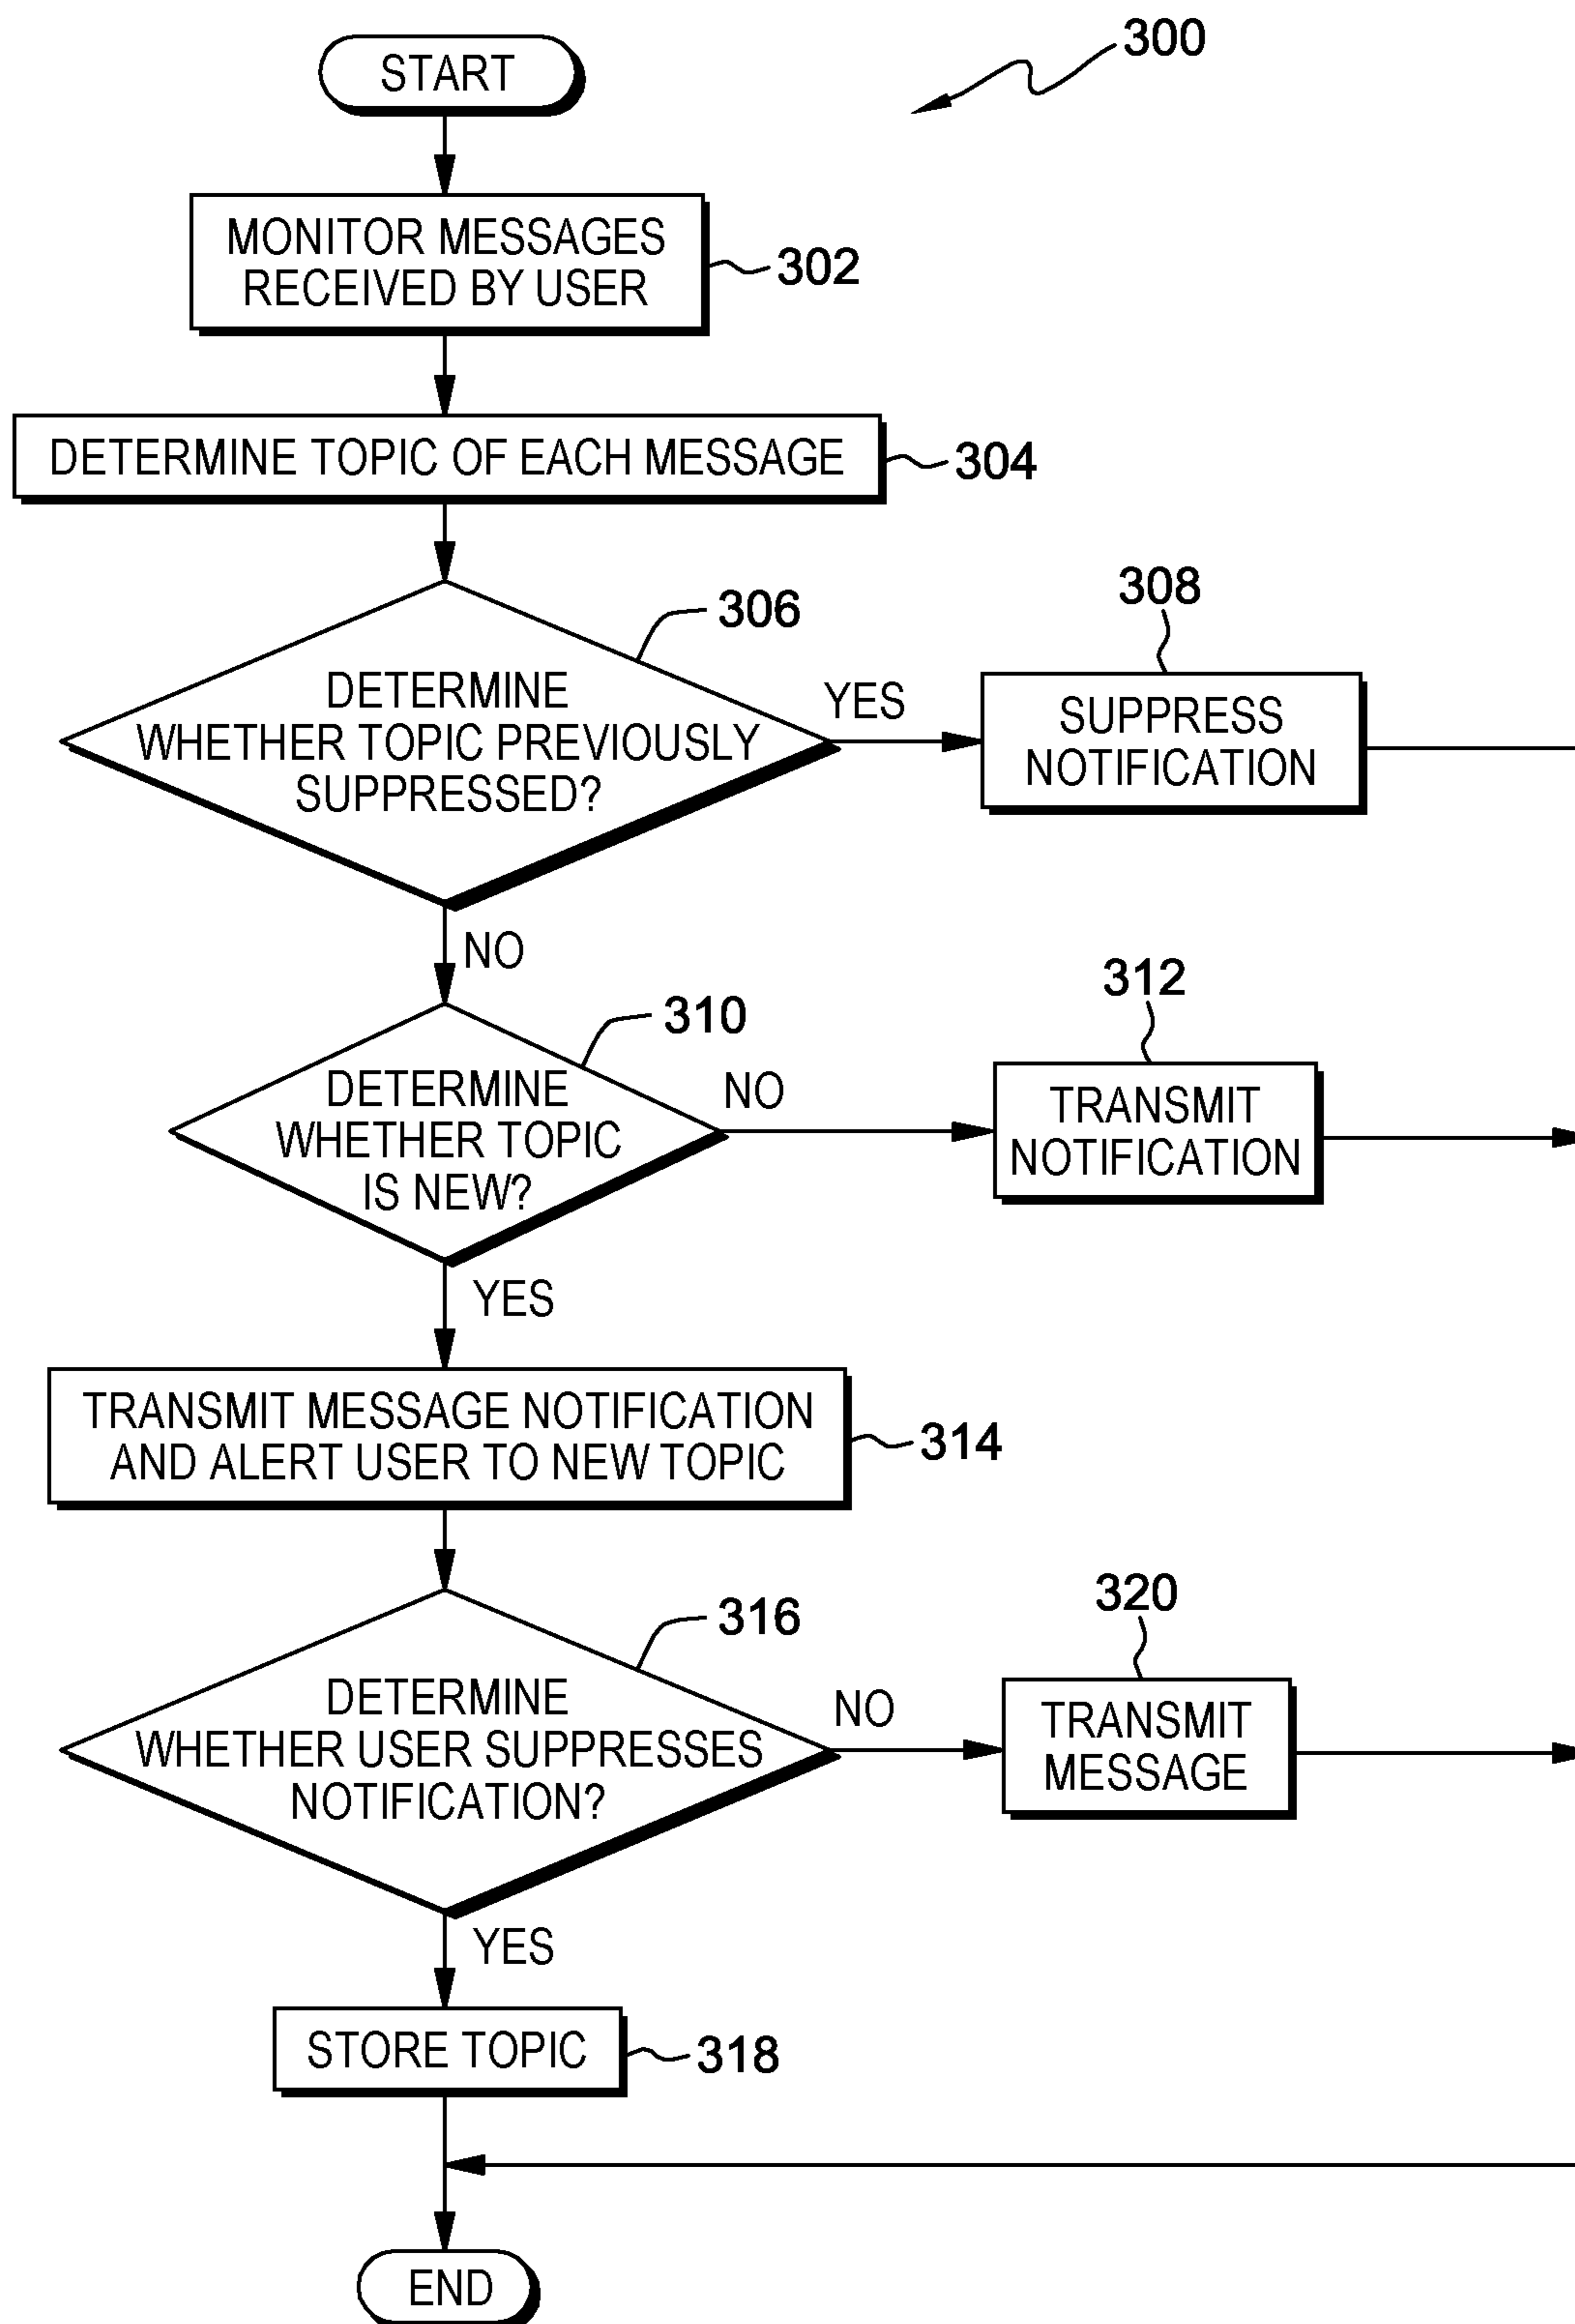 START
300
MONITOR MESSAGES
RECEIVED BY USER
302
DETERMINE TOPIC OF EACH MESSAGE
304
306
DETERMINE
WHETHER TOPIC PREVIOUSLY
SUPPRESSED?
YES
308
SUPPRESS
NOTIFICATION
NO
310
DETERMINE
WHETHER TOPIC
IS NEW?
NO
312
TRANSMIT
NOTIFICATION
YES
TRANSMIT MESSAGE NOTIFICATION
AND ALERT USER TO NEW TOPIC
314
316
DETERMINE
WHETHER USER SUPPRESSES
NOTIFICATION?
NO
320
TRANSMIT
MESSAGE
YES
STORE TOPIC
318
END